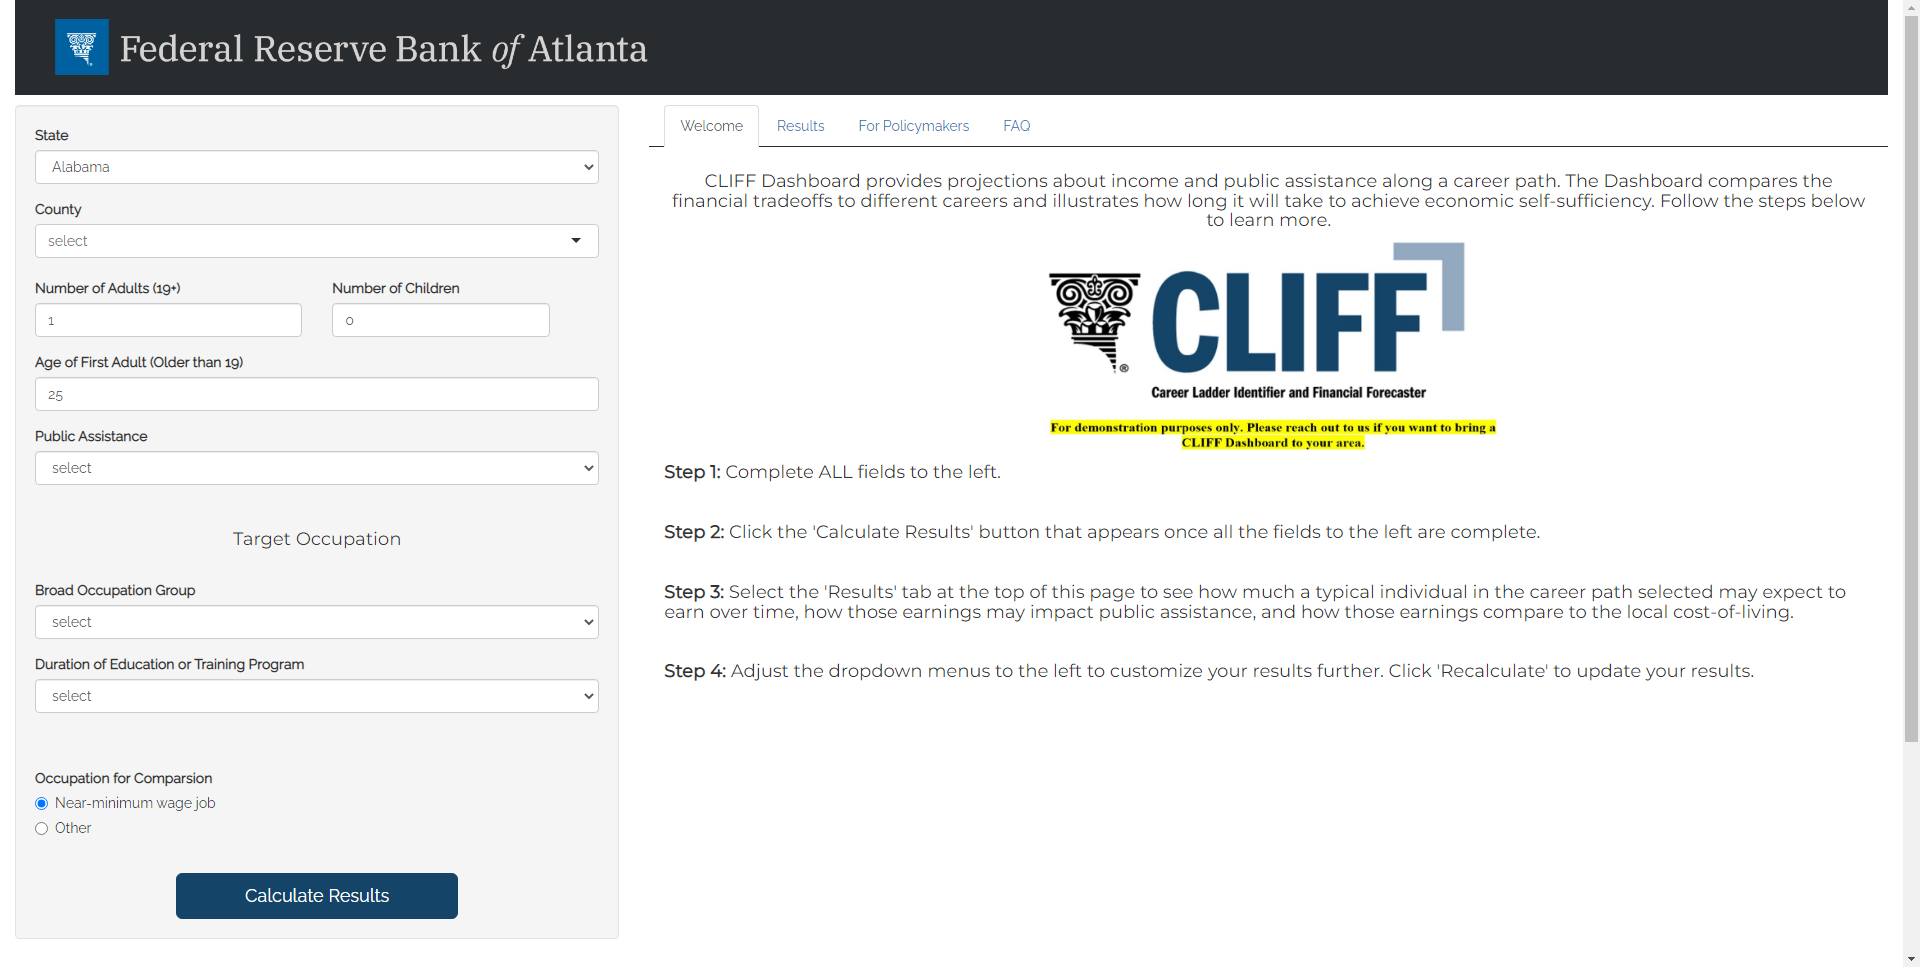 Federal Reserve Bank of Atlanta
State
Alabama
County
select
Number of Adults (19+)
Number of Children
1
0
Age of First Adult (Older than 19)
25
Public Assistance
select
Target Occupation
Broad Occupation Group
select
Duration of Education or Training Program
select
Occupation for Comparsion
Near-minimum wage job
Other
Calculate Results
Welcome
Results
For Policymakers
FAQ
CLIFF Dashboard provides projections about income and public assistance along a career path. The Dashboard compares the
financial tradeoffs to different careers and illustrates how long it will take to achieve economic self-sufficiency. Follow the steps below
to learn more.
CLIFF
®
Career Ladder Identifier and Financial Forecaster
For demonstration purposes only. Please reach out to us if you want to bring a
CLIFF Dashboard to your area.
Step 1: Complete ALL fields to the left.
Step 2: Click the 'Calculate Results' button that appears once all the fields to the left are complete.
Step 3: Select the 'Results' tab at the top of this page to see how much a typical individual in the career path selected may expect to
earn over time, how those earnings may impact public assistance, and how those earnings compare to the local cost-of-living.
Step 4: Adjust the dropdown menus to the left to customize your results further. Click 'Recalculate' to update your results.